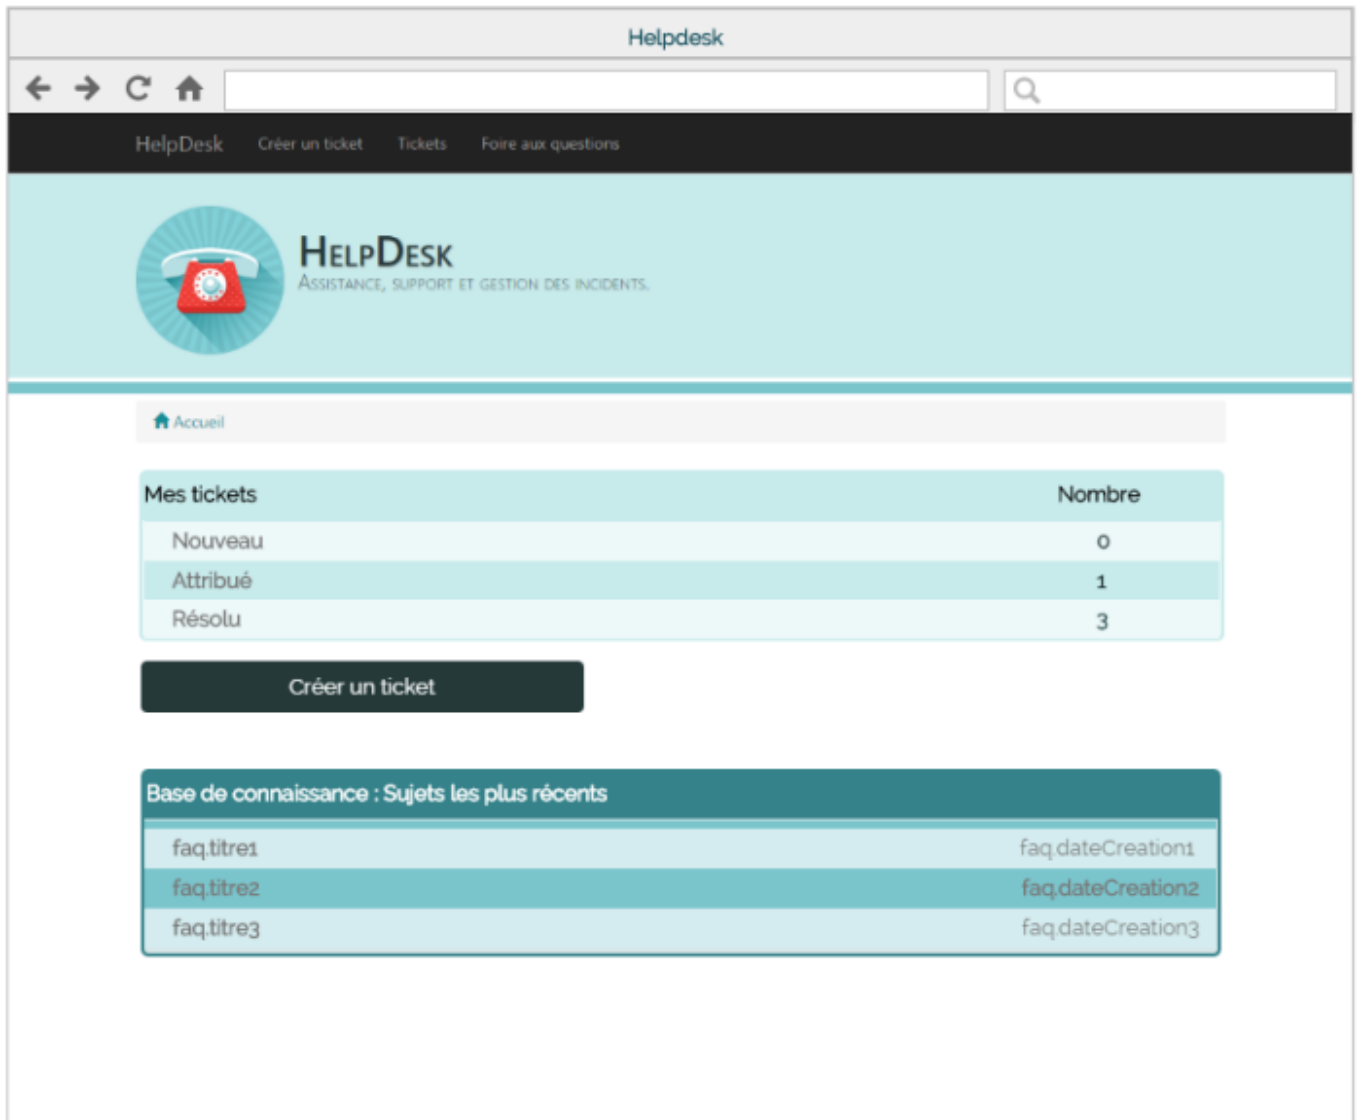 Helpdesk
HelpDesk Créer un ticket Tickets Foire aux questions
HELPDESK
ASSISTANCE, SUPPORT ET GESTION DES INCIDENTS.
Accueil
Mes tickets Nombre
Nouveau 0
Attribué 1
Résolu 3
Créer un ticket
Base de connaissance : Sujets les plus récents
faq.titre1 faq.dateCreation1
faq.titre2 faq.dateCreation2
faq.titre3 faq.dateCreation3